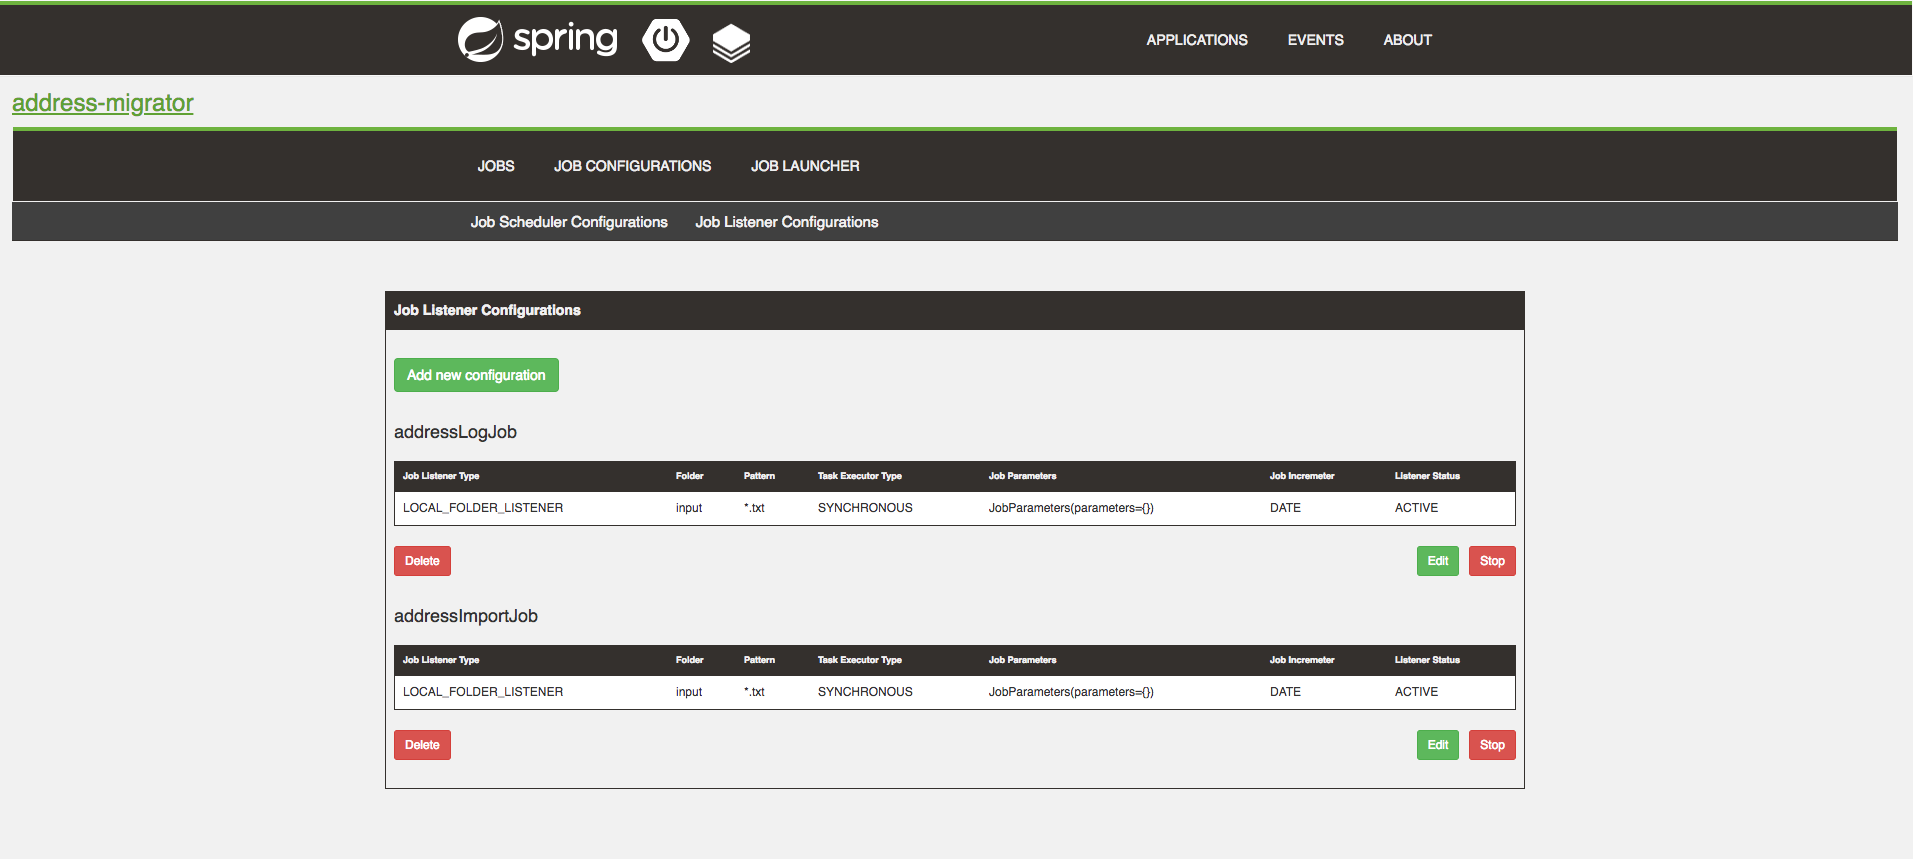 spring APPLICATIONS EVENTS ABOUT
address-migrator
JOBS JOB CONFIGURATIONS JOB LAUNCHER
Job Scheduler Configurations Job Listener Configurations
Job Listener Configurations
Add new configuration
addressLogJob
Job Listener Type Folder Pattern Task Executor Type Job Parameters Job Incremeter Listener Status
LOCAL_FOLDER_LISTENER input *.txt SYNCHRONOUS JobParameters(parameters={}) DATE ACTIVE
Delete Edit Stop
addressImportJob
Job Listener Type Folder Pattern Task Executor Type Job Parameters Job Incremeter Listener Status
LOCAL_FOLDER_LISTENER input *.txt SYNCHRONOUS JobParameters(parameters={}) DATE ACTIVE
Delete Edit Stop